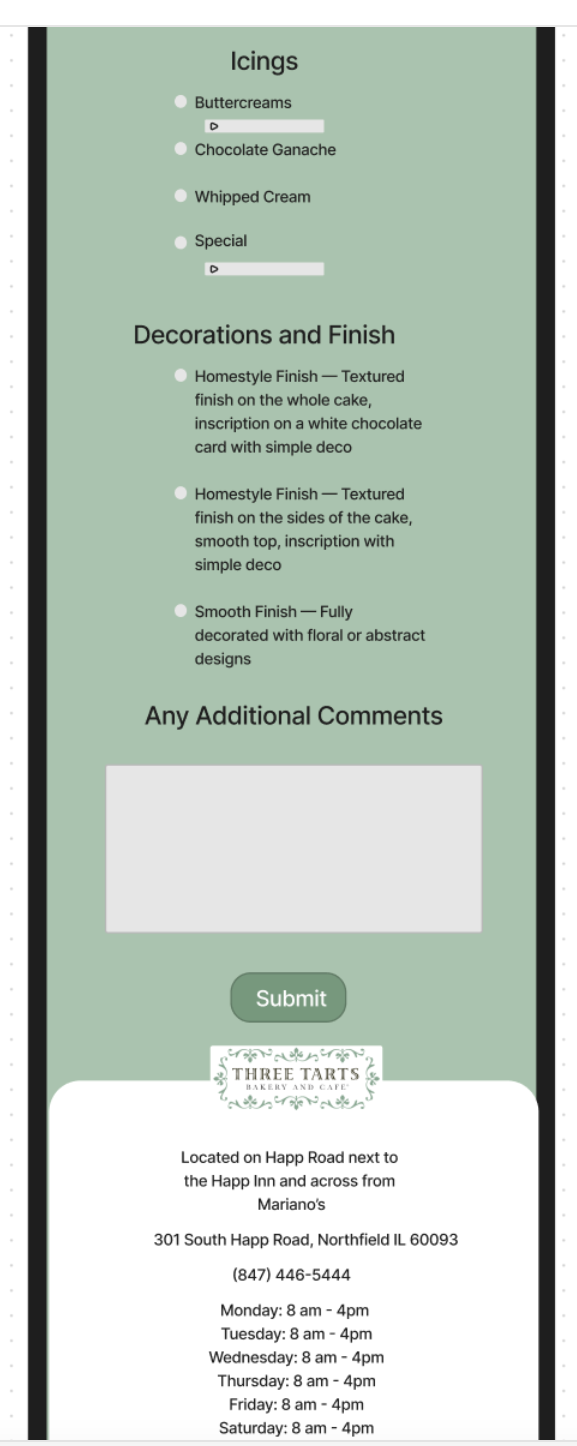 Icings
Buttercreams
Chocolate Ganache
Whipped Cream
Special
Decorations and Finish
Homestyle Finish — Textured
finish on the whole cake,
inscription on a white chocolate
card with simple deco
Homestyle Finish — Textured
finish on the sides of the cake,
smooth top, inscription with
simple deco
Smooth Finish — Fully
decorated with floral or abstract
designs
Any Additional Comments
Submit
THREE TARTS
BAKERY AND CAFE
Located on Happ Road next to
the Happ Inn and across from
Mariano’s
301 South Happ Road, Northfield IL 60093
(847) 446-5444
Monday: 8 am - 4pm
Tuesday: 8 am - 4pm
Wednesday: 8 am - 4pm
Thursday: 8 am - 4pm
Friday: 8 am - 4pm
Saturday: 8 am - 4pm